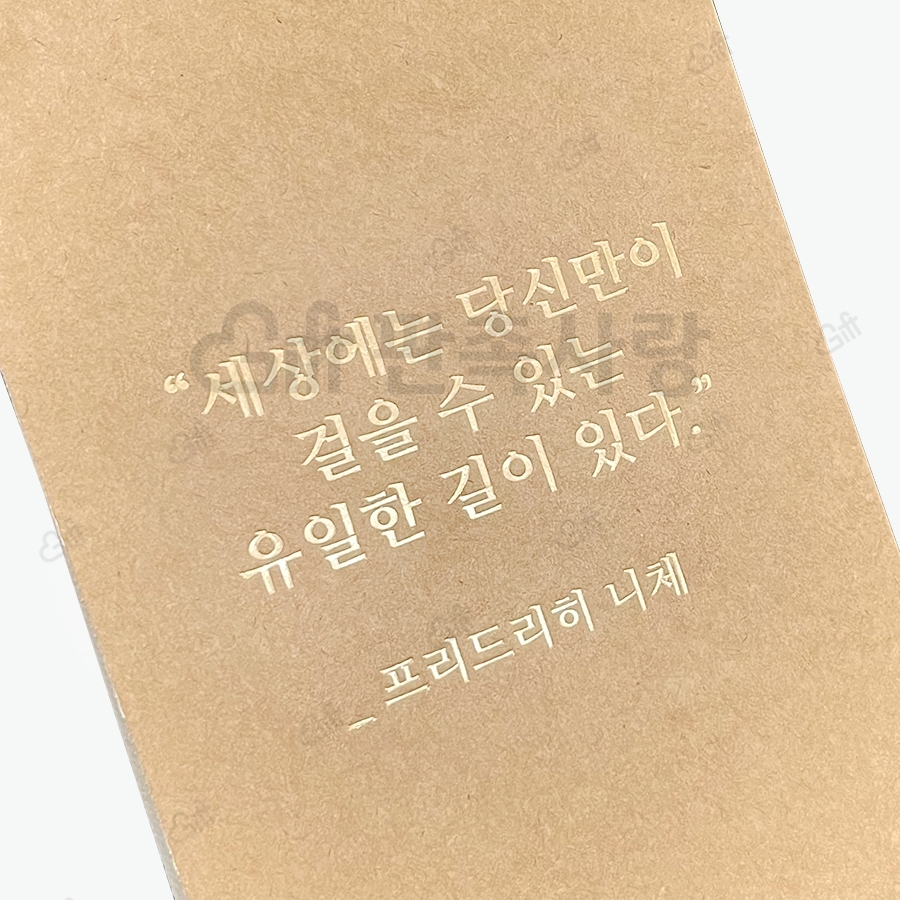 “세상에는 당신만이
걸을 수 있는
유일한 길이 있다.”
_ 프리드리히 니체
Gift